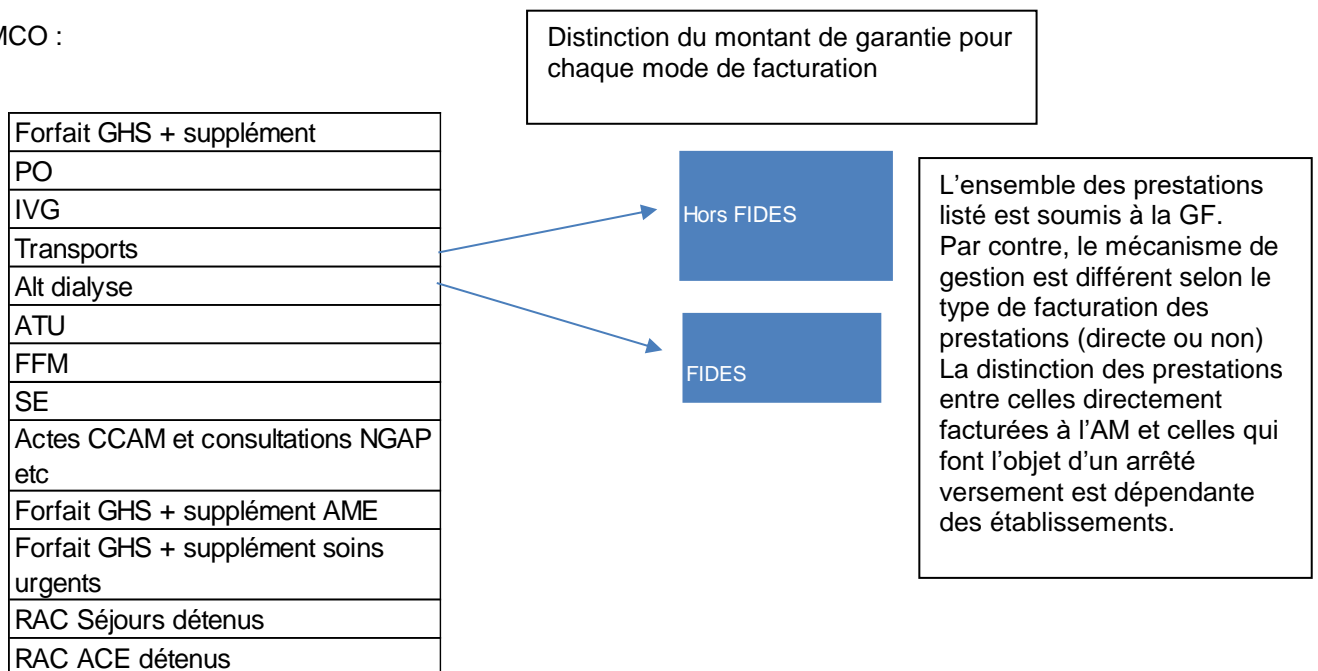 MCO :
Distinction du montant de garantie pour
chaque mode de facturation
Forfait GHS + supplément
PO
IVG
Transports
Alt dialyse
ATU
FFM
SE
Actes CCAM et consultations NGAP
etc
Forfait GHS + supplément AME
Forfait GHS + supplément soins
urgents
RAC Séjours détenus
RAC ACE détenus
Hors FIDES
FIDES
L’ensemble des prestations
listé est soumis à la GF.
Par contre, le mécanisme de
gestion est différent selon le
type de facturation des
prestations (directe ou non)
La distinction des prestations
entre celles directement
facturées à l’AM et celles qui
font l’objet d’un arrêté
versement est dépendante
des établissements.